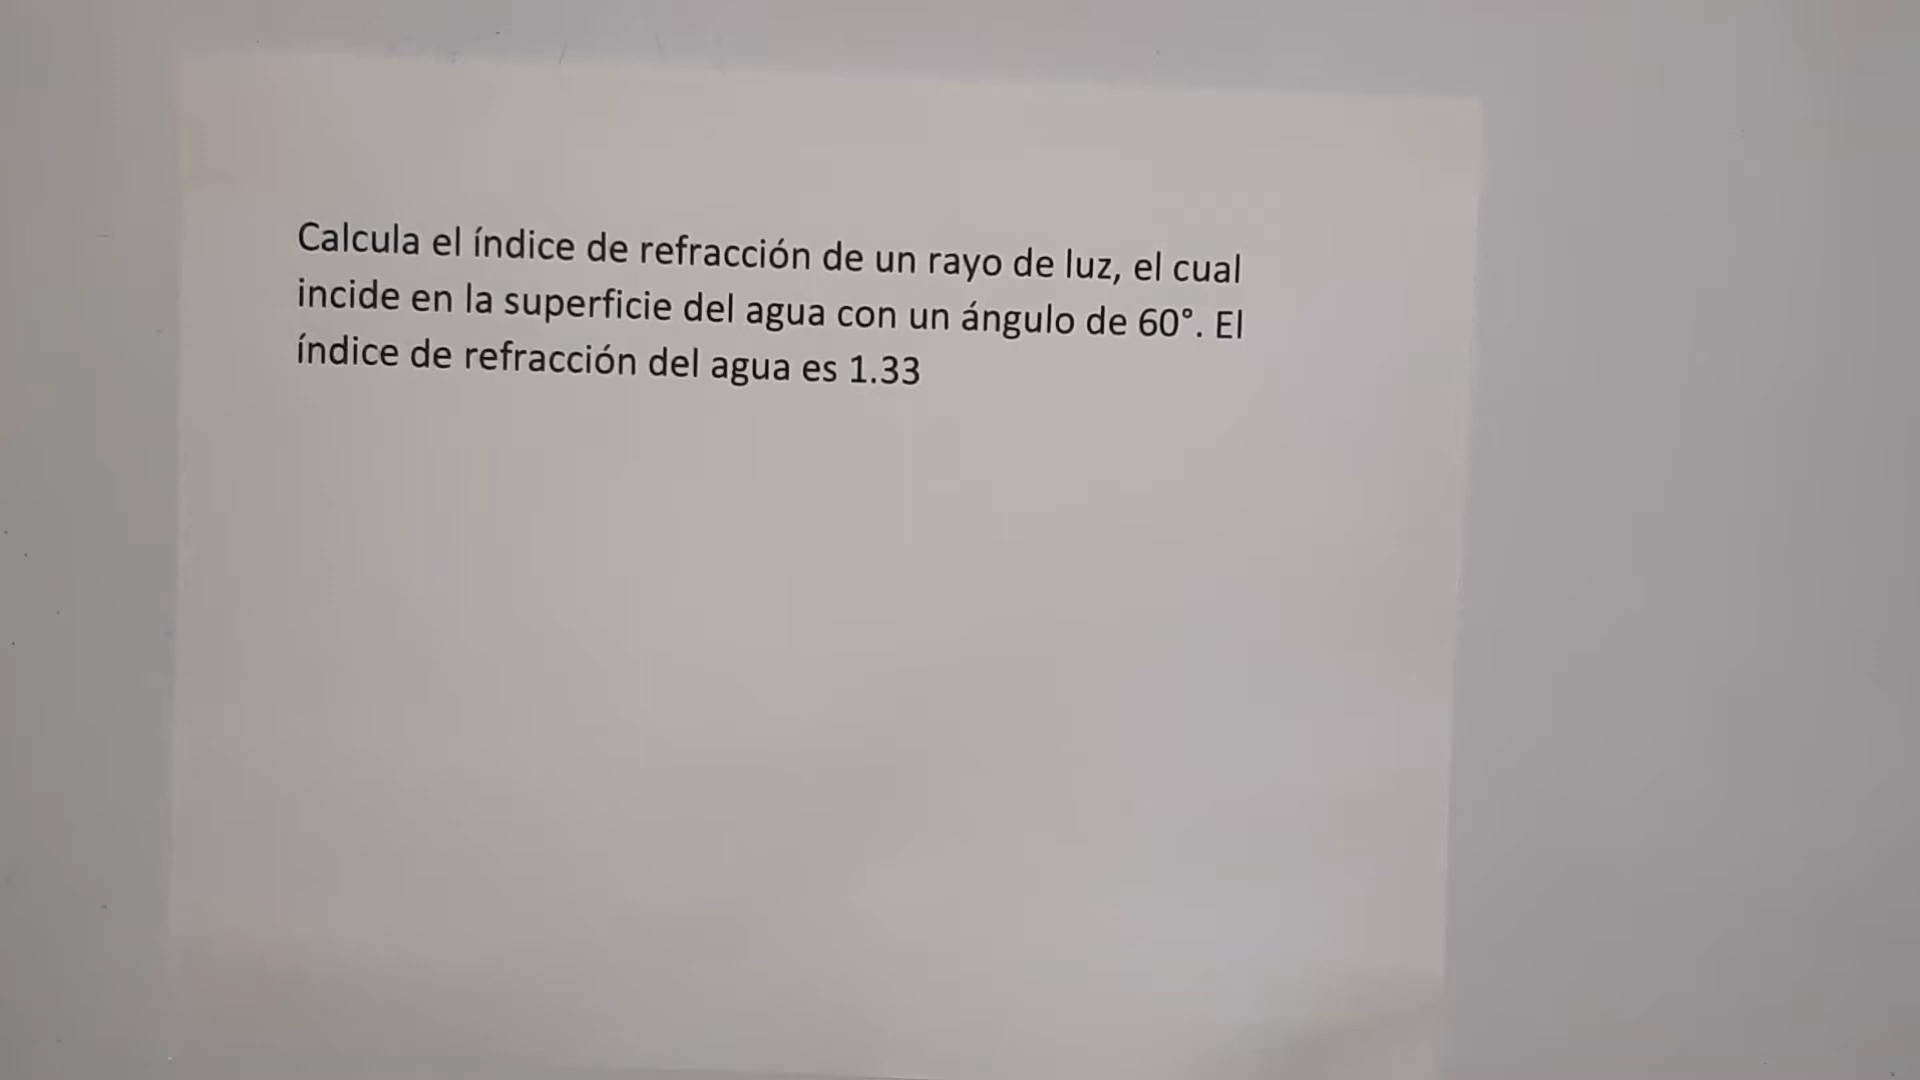 Calcula el índice de refracción de un rayo de luz, el cual
incide en la superficie del agua con un ángulo de 60°. El
índice de refracción del agua es 1.33